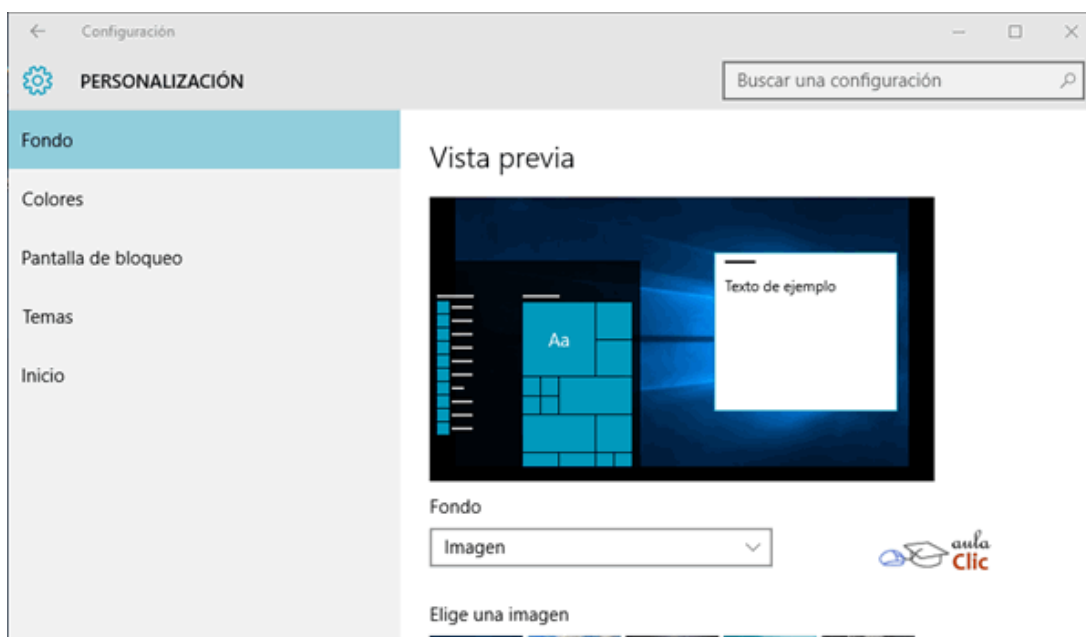 Configuración
PERSONALIZACIÓN
Buscar una configuración
Fondo
Colores
Pantalla de bloqueo
Temas
Inicio
Vista previa
Aa
Texto de ejemplo
Fondo
Imagen
aula
Clic
Elige una imagen